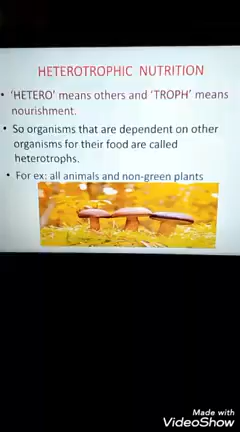 HETEROTROPHIC NUTRITION
• 'HETERO' means others and 'TROPH' means
nourishment.
• So organisms that are dependent on other
organisms for their food are called
heterotrophs.
• For ex: all animals and non-green plants
Made with
VideoShow